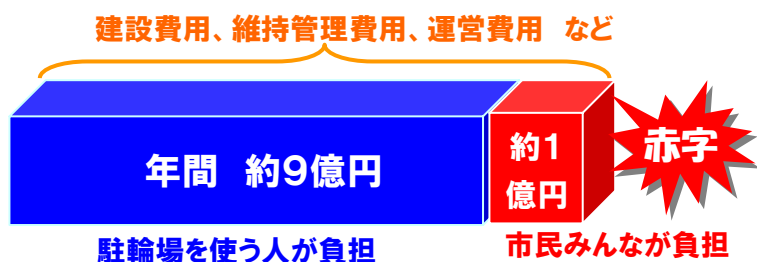 建設費用、維持管理費用、運営費用　など
年間　約9億円
約1
億円
赤字
駐輪場を使う人が負担
市民みんなが負担